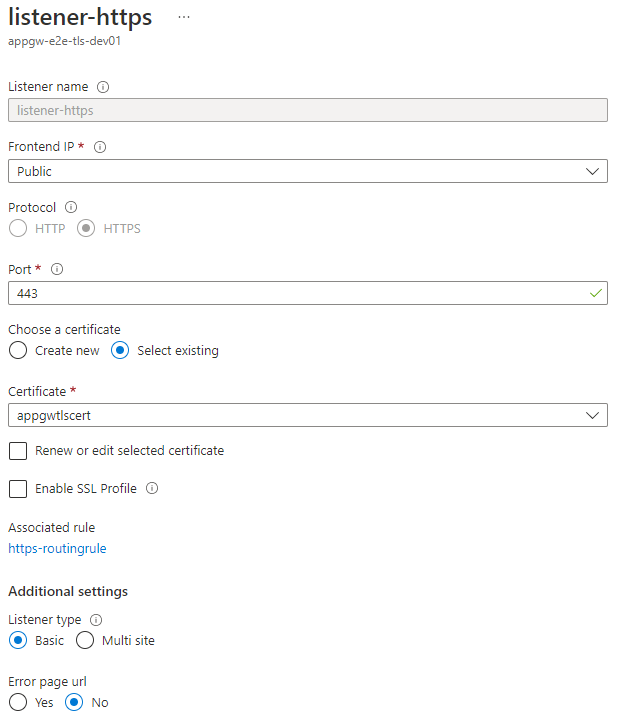 listener-https ...
appgw-e2e-tls-dev01
Listener name
listener-https
Frontend IP *
Public
Protocol
HTTP HTTPS
Port *
443
Choose a certificate
Create new Select existing
Certificate *
appgwtlscert
Renew or edit selected certificate
Enable SSL Profile
Associated rule
https-routingrule
Additional settings
Listener type
Basic Multi site
Error page url
Yes No